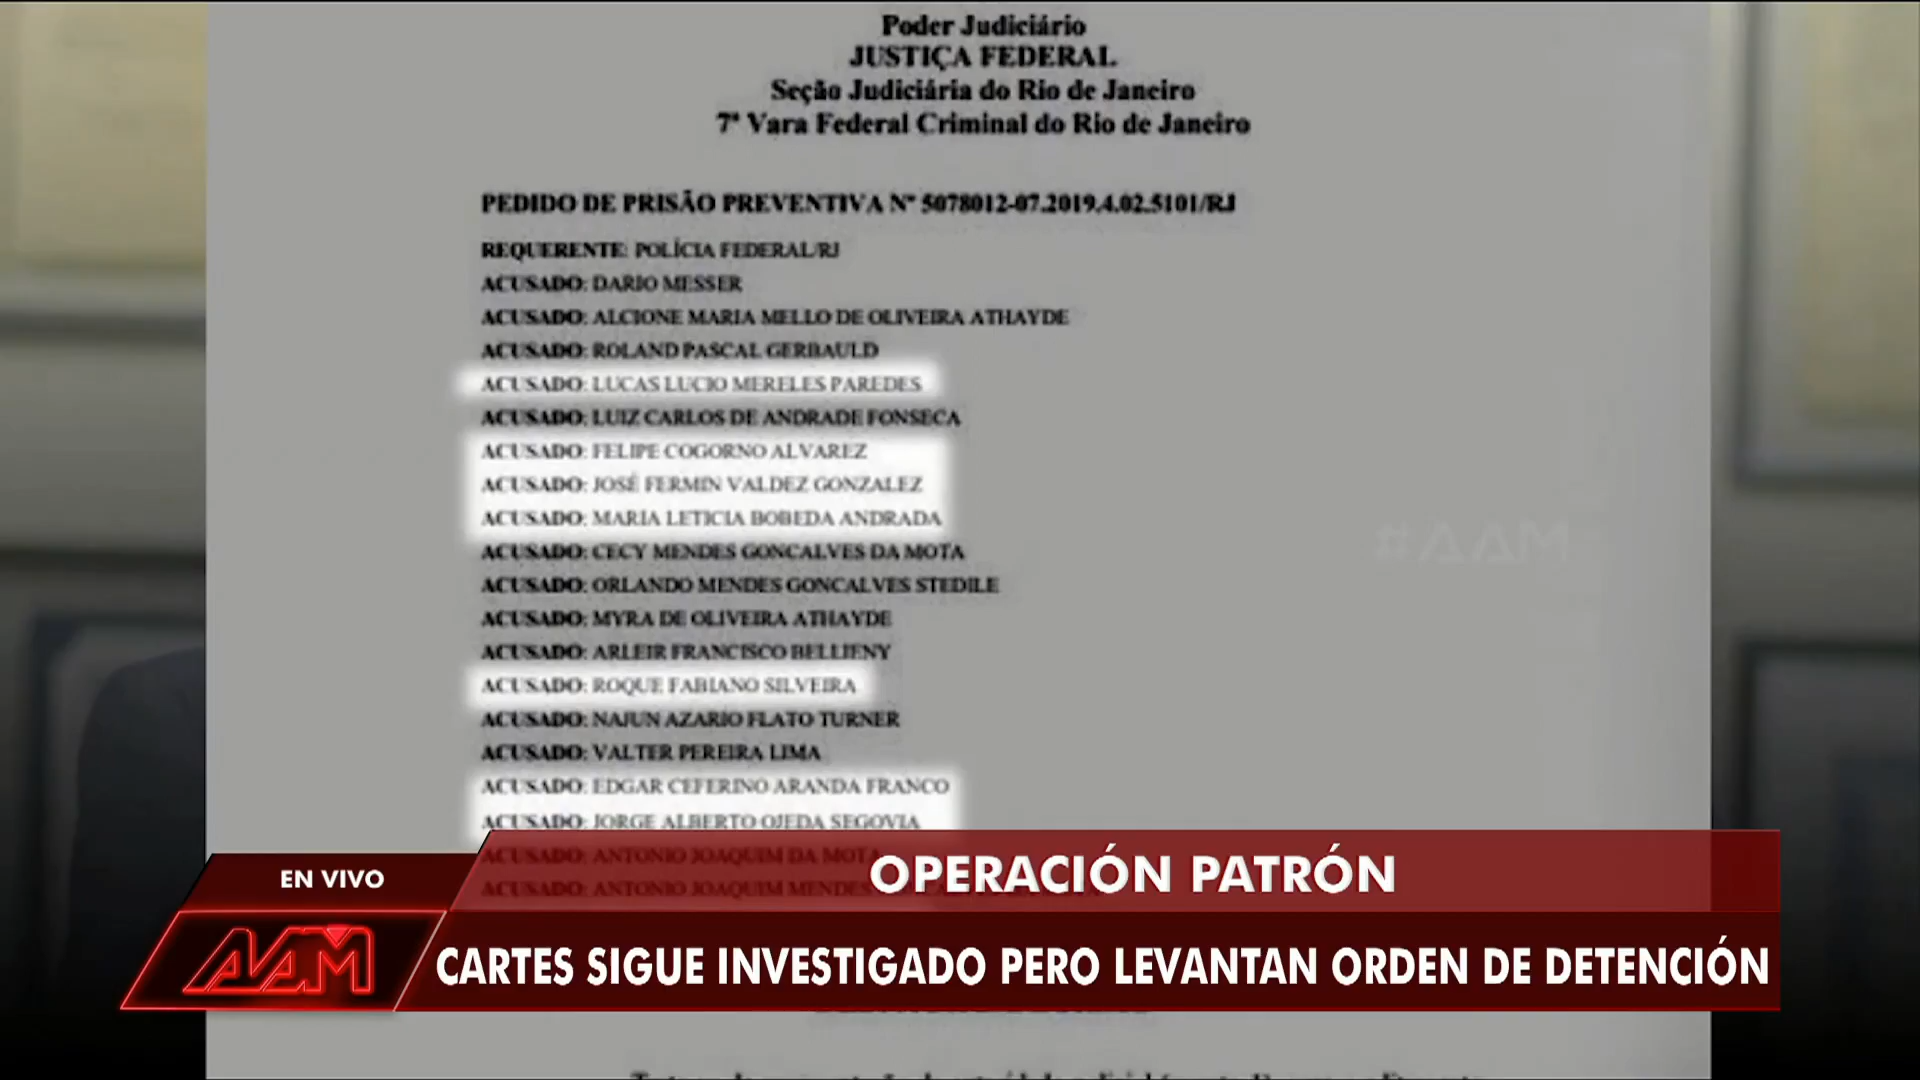 Poder Judiciário
JUSTIÇA FEDERAL
Seção Judiciária do Rio de Janeiro
7ª Vara Federal Criminal do Rio de Janeiro
PEDIDO DE PRISÃO PREVENTIVA Nº 5078012-07.2019.4.02.5101/RJ
REQUERENTE: POLÍCIA FEDERAL/RJ
ACUSADO: DARIO MESSER
ACUSADO: ALCIONE MARIA MELLO DE OLIVEIRA ATHAYDE
ACUSADO: ROLAND PASCAL GERBAULD
ACUSADO: LUCAS LUCIO MERELES PAREDES
ACUSADO: LUIZ CARLOS DE ANDRADE FONSECA
ACUSADO: FELIPE COGORNO ALVAREZ
ACUSADO: JOSÉ FERMIN VALDEZ GONZALEZ
ACUSADO: MARIA LETICIA BOBEDA ANDRADA
ACUSADO: CECY MENDES GONCALVES DA MOTA
ACUSADO: ORLANDO MENDES GONCALVES STEDILE
ACUSADO: MYRA DE OLIVEIRA ATHAYDE
ACUSADO: ARLEIR FRANCISCO BELLIENY
ACUSADO: ROQUE FABIANO SILVEIRA
ACUSADO: NAJUN AZARIO FLATO TURNER
ACUSADO: VALTER PEREIRA LIMA
ACUSADO: EDGAR CEFERINO ARANDA FRANCO
ACUSADO: JORGE ALBERTO OJEDA SEGOVIA
ACUSADO: ANTONIO JOAQUIM DA MOTA
ACUSADO: ANTONIO JOAQUIM MENDES
#AAM
EN VIVO
OPERACIÓN PATRÓN
AAM
CARTES SIGUE INVESTIGADO PERO LEVANTAN ORDEN DE DETENCIÓN